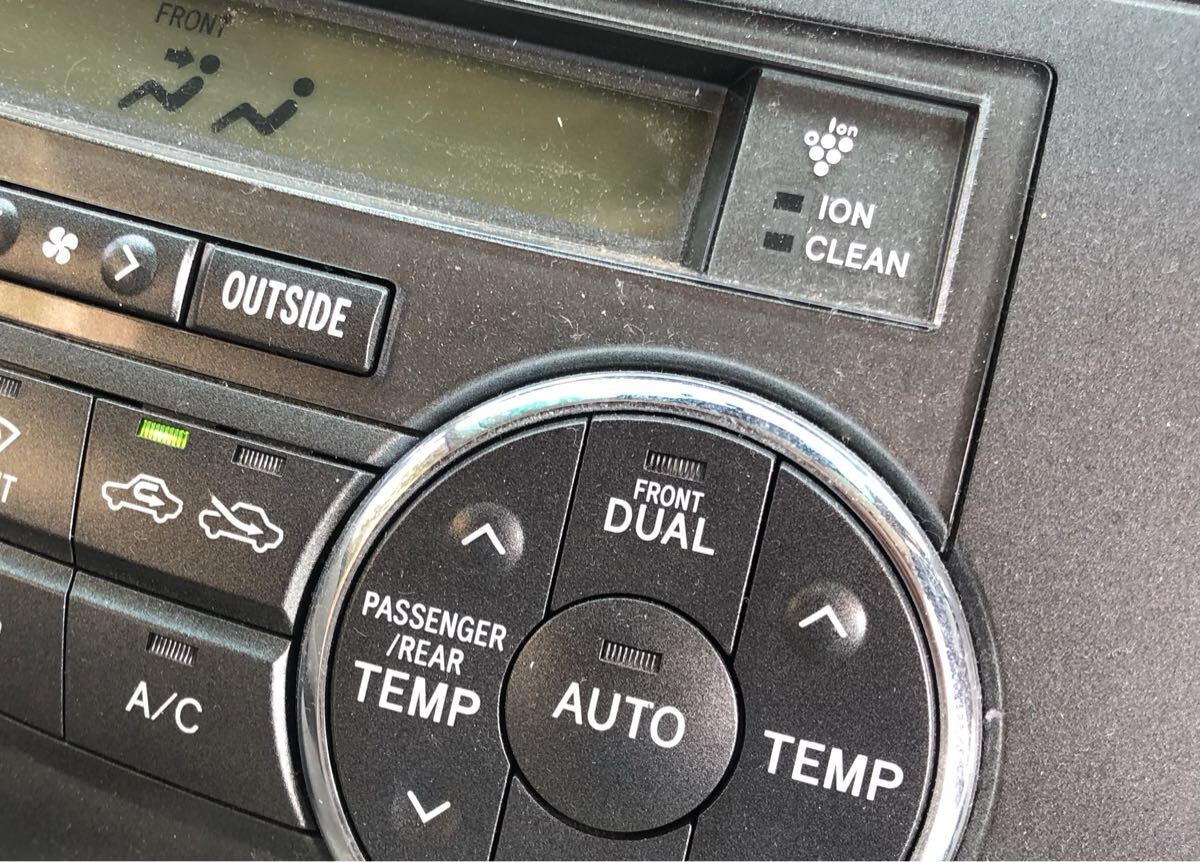 FRONT
Ion
ION
CLEAN
OUTSIDE
FRONT
DUAL
PASSENGER
/REAR
TEMP
AUTO
A/C
TEMP